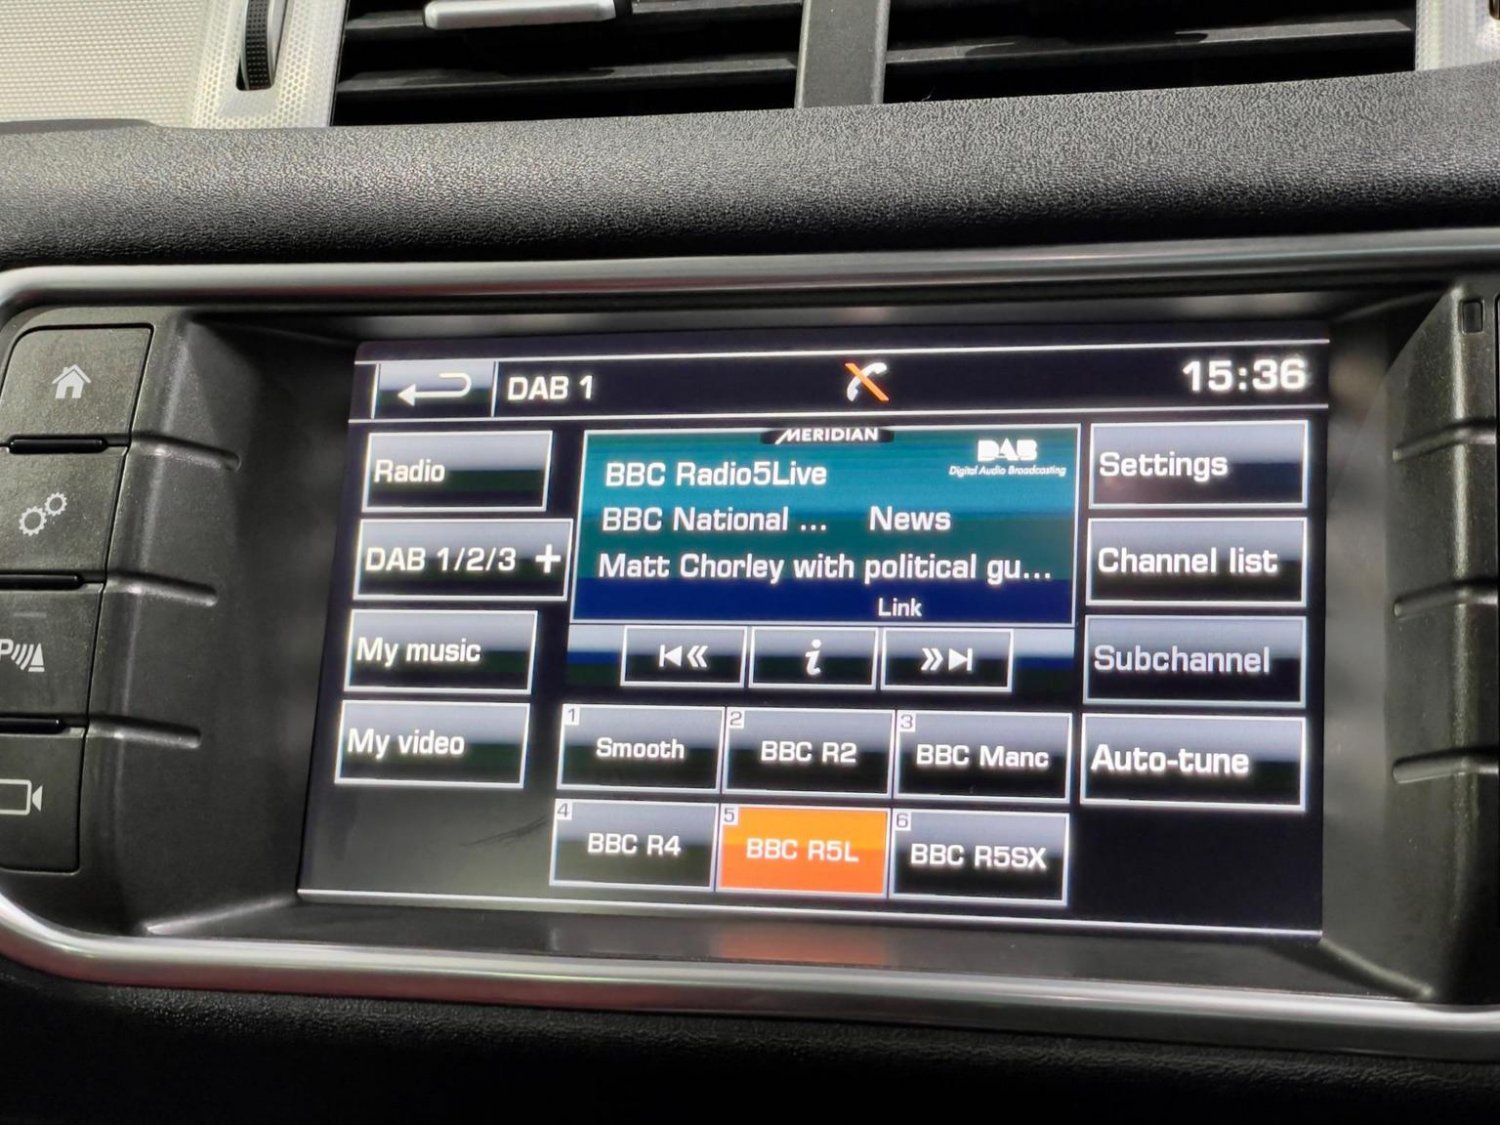 DAB 1
15:36
Radio
DAB 1/2/3 +
My music
My video
MERIDIAN
DAB
Digital Audio Broadcasting
BBC Radio5Live
BBC National ... News
Matt Chorley with political gu...
Link
i
1 Smooth
2 BBC R2
3 BBC Manc
4 BBC R4
5 BBC R5L
6 BBC R5SX
Settings
Channel list
Subchannel
Auto-tune
P